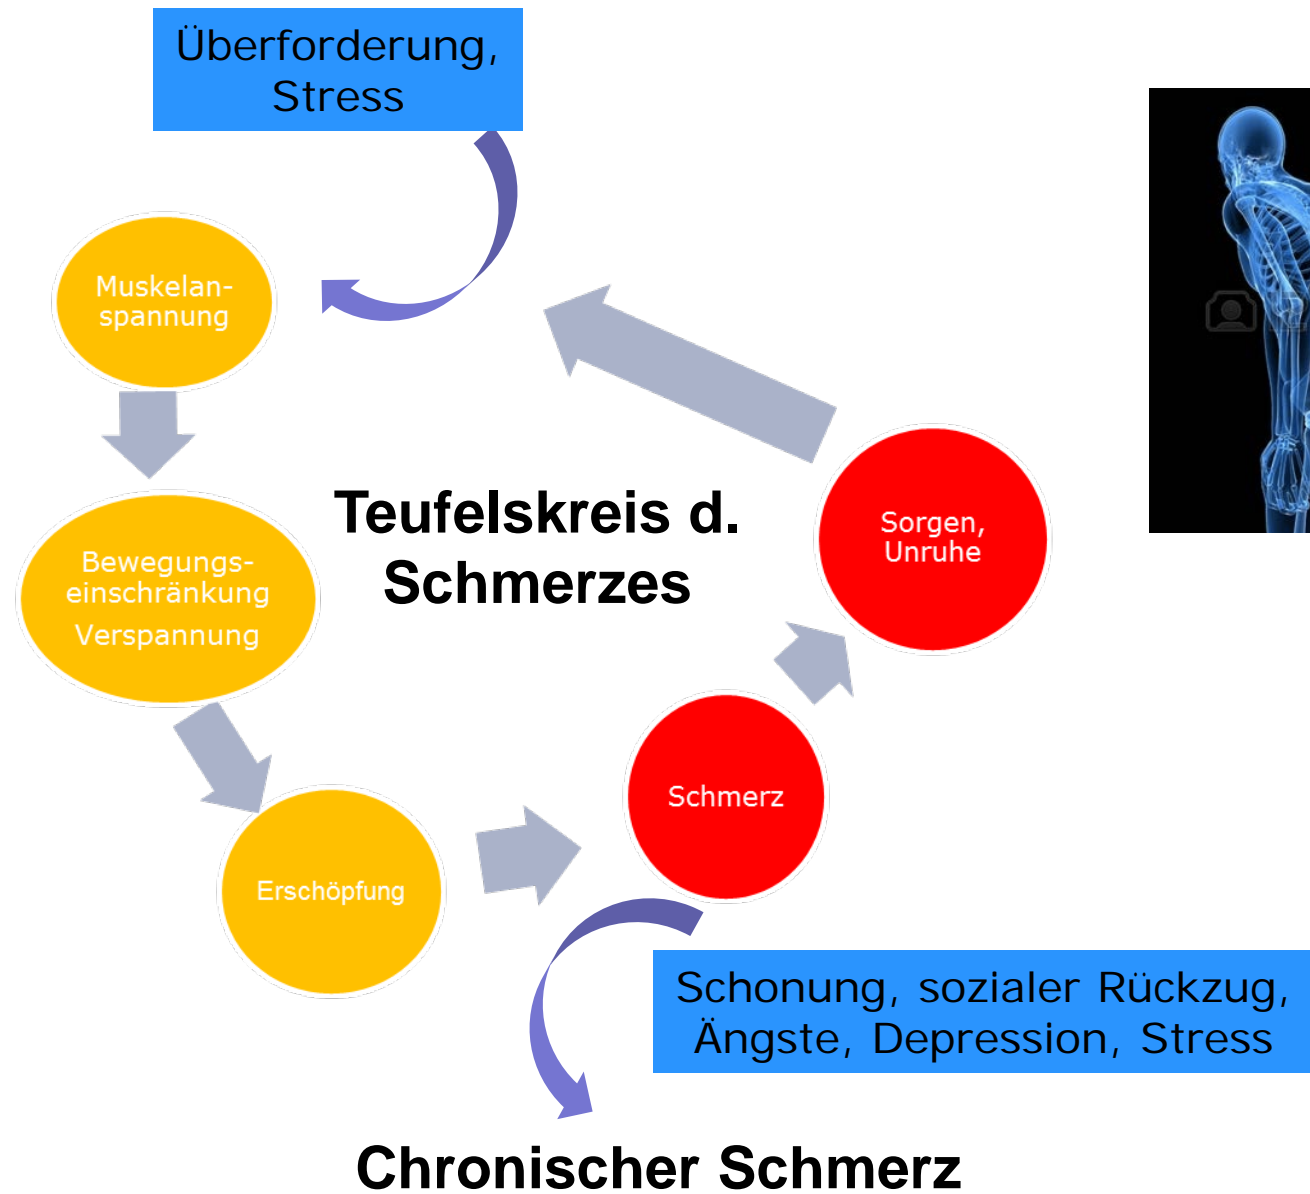 Überforderung,
Stress
Muskelan-
spannung
Teufelskreis d.
Schmerzes
Sorgen,
Unruhe
Bewegungs-
einschränkung
Verspannung
Schmerz
Erschöpfung
Schonung, sozialer Rückzug,
Ängste, Depression, Stress
Chronischer Schmerz